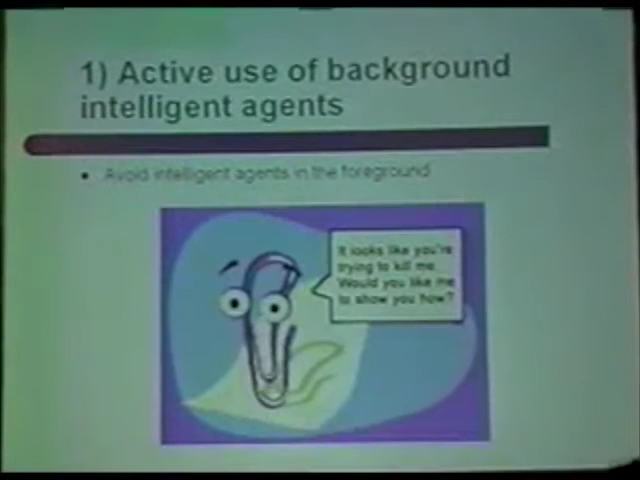 1) Active use of background
intelligent agents
• Avoid intelligent agents in the foreground
It looks like you're
trying to kill me.
Would you like me
to show you how?